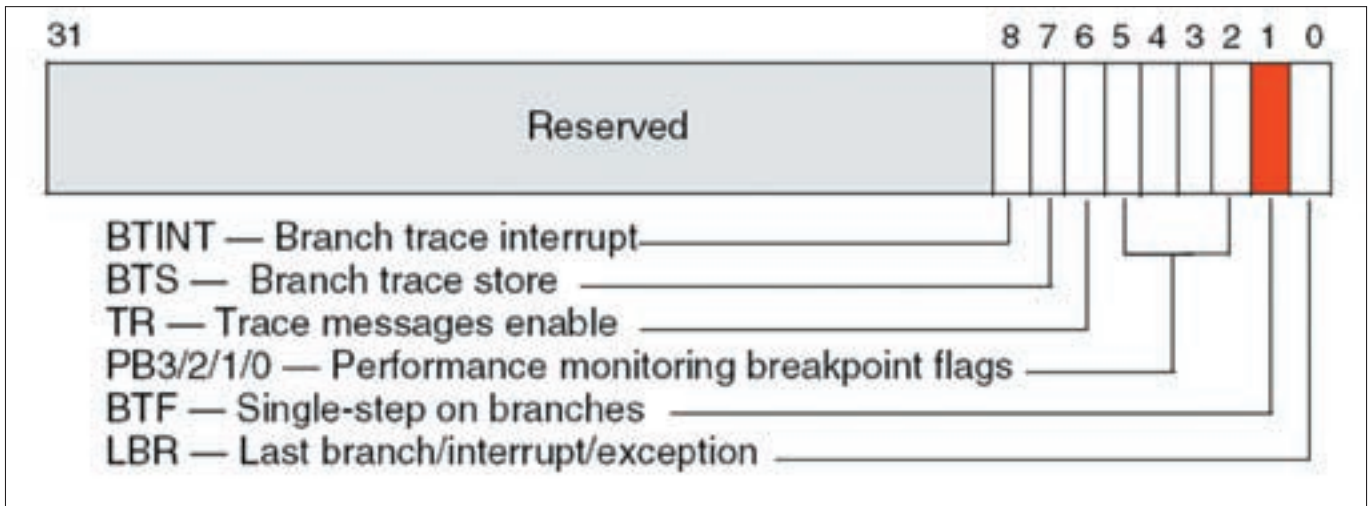 31 8 7 6 5 4 3 2 1 0
Reserved
BTINT — Branch trace interrupt
BTS — Branch trace store
TR — Trace messages enable
PB3/2/1/0 — Performance monitoring breakpoint flags
BTF — Single-step on branches
LBR — Last branch/interrupt/exception